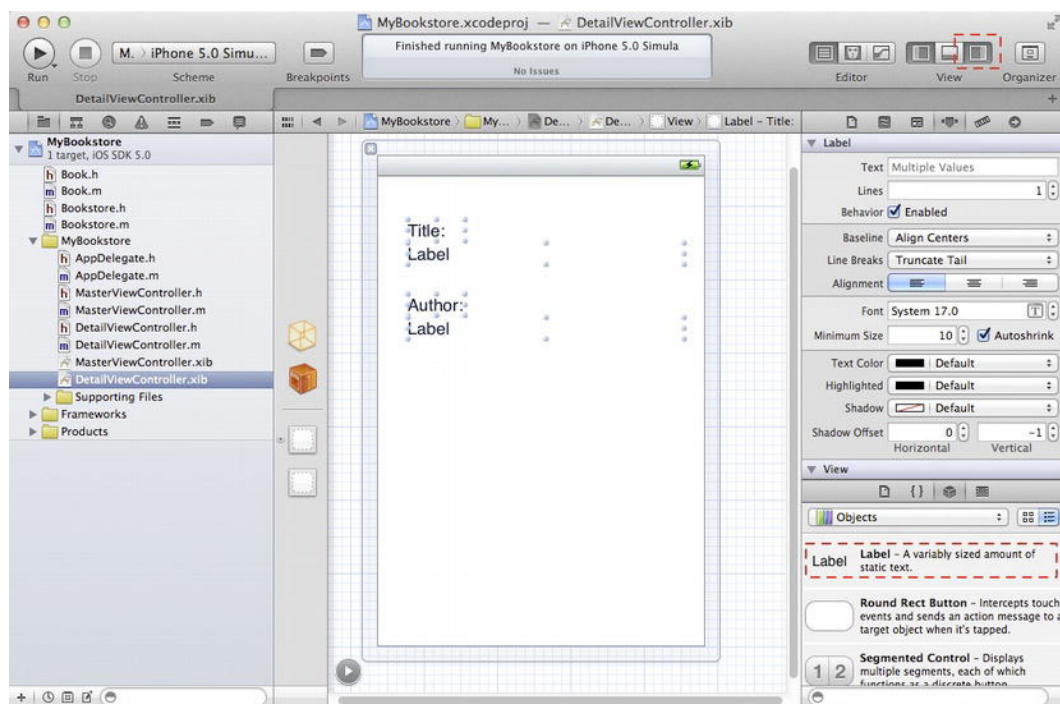 MyBookstore.xcodeproj — DetailViewController.xib
M. › iPhone 5.0 Simu...
Finished running MyBookstore on iPhone 5.0 Simula
No Issues
Run Stop Scheme Breakpoints Editor View Organizer
DetailViewController.xib
MyBookstore › My... › De... › De... › View › Label – Title:
MyBookstore
1 target, iOS SDK 5.0
h Book.h
m Book.m
h Bookstore.h
m Bookstore.m
MyBookstore
h AppDelegate.h
m AppDelegate.m
h MasterViewController.h
m MasterViewController.m
h DetailViewController.h
m DetailViewController.m
MasterViewController.xib
DetailViewController.xib
Supporting Files
Frameworks
Products
Title:
Label
Author:
Label
Label
Text Multiple Values
Lines 1
Behavior Enabled
Baseline Align Centers
Line Breaks Truncate Tail
Alignment
Font System 17.0
Minimum Size 10 Autoshrink
Text Color Default
Highlighted Default
Shadow Default
Shadow Offset 0 -1
Horizontal Vertical
View
Objects
Label Label – A variably sized amount of
static text.
Round Rect Button – Intercepts touch
events and sends an action message to a
target object when it's tapped.
1 2 Segmented Control – Displays
multiple segments, each of which
functions as a discrete button.